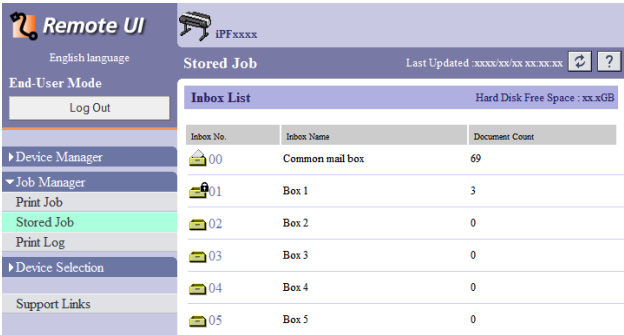 Remote UI
iPFxxxx
English language
Stored Job
Last Updated :xxxx/xx/xx xx:xx:xx
?
End-User Mode
Log Out
Inbox List
Hard Disk Free Space : xx.xGB
Inbox No. Inbox Name Document Count
Device Manager
00 Common mail box 69
Job Manager
01 Box 1 3
Print Job
Stored Job
02 Box 2 0
Print Log
03 Box 3 0
Device Selection
04 Box 4 0
Support Links
05 Box 5 0